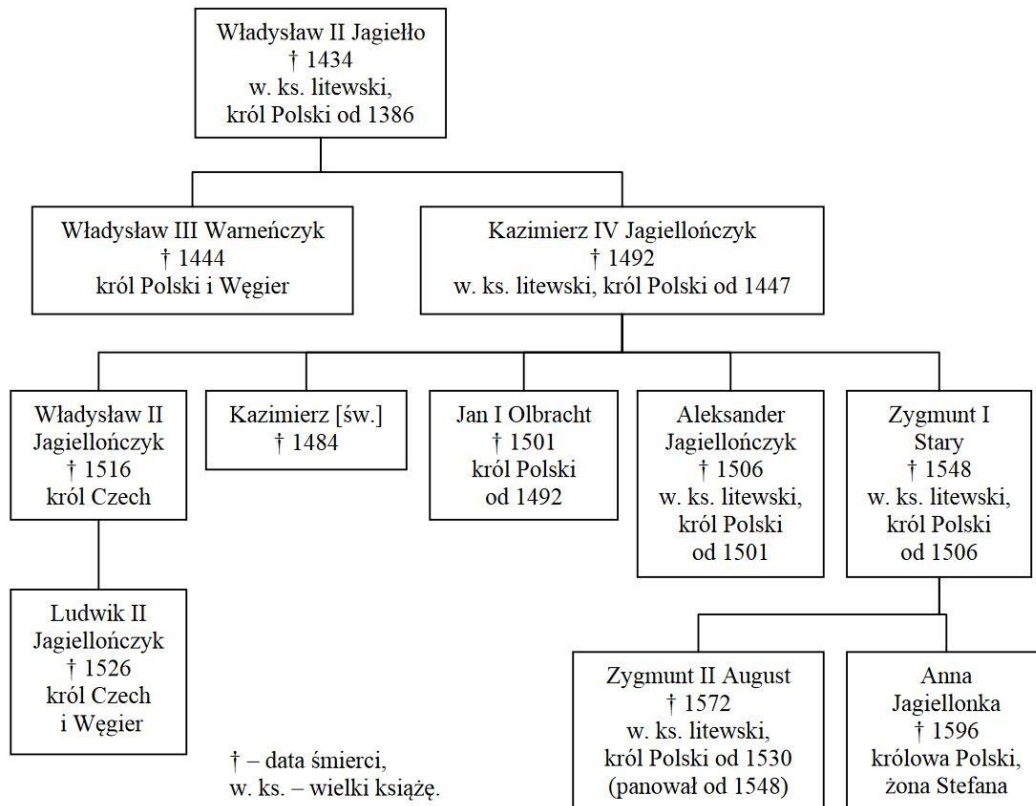 Władysław II Jagiełło
† 1434
w. ks. litewski,
król Polski od 1386
Władysław III Warneńczyk
† 1444
król Polski i Węgier
Kazimierz IV Jagiellończyk
† 1492
w. ks. litewski, król Polski od 1447
Władysław II
Jagiellończyk
† 1516
król Czech
Kazimierz [św.]
† 1484
Jan I Olbracht
† 1501
król Polski
od 1492
Aleksander
Jagiellończyk
† 1506
w. ks. litewski,
król Polski
od 1501
Zygmunt I
Stary
† 1548
w. ks. litewski,
król Polski
od 1506
Ludwik II
Jagiellończyk
† 1526
król Czech
i Węgier
Zygmunt II August
† 1572
w. ks. litewski,
król Polski od 1530
(panował od 1548)
Anna
Jagiellonka
† 1596
królowa Polski,
żona Stefana
† – data śmierci,
w. ks. – wielki książę.